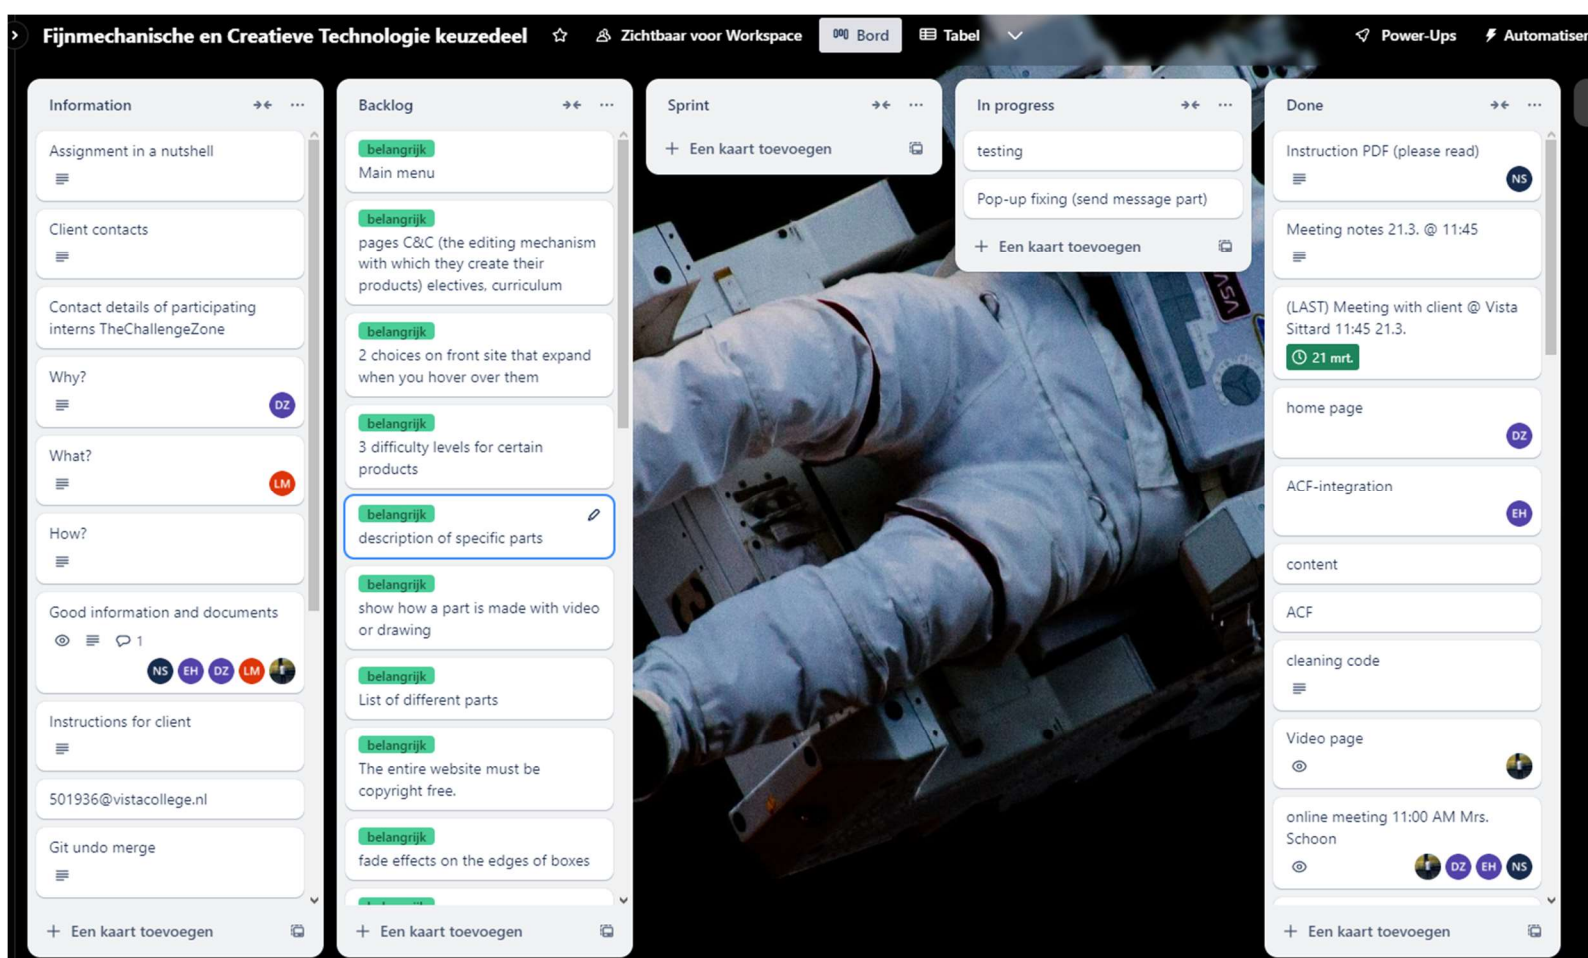 Fijnmechanische en Creatieve Technologie keuzedeel
Zichtbaar voor Workspace
Bord
Tabel
Power-Ups
Automatiser
Information
Assignment in a nutshell
Client contacts
Contact details of participating
interns TheChallengeZone
Why?
DZ
What?
LM
How?
Good information and documents
1
NS EH DZ LM
Instructions for client
501936@vistacollege.nl
Git undo merge
Een kaart toevoegen
Backlog
belangrijk
Main menu
belangrijk
pages C&C (the editing mechanism
with which they create their
products) electives, curriculum
belangrijk
2 choices on front site that expand
when you hover over them
belangrijk
3 difficulty levels for certain
products
belangrijk
description of specific parts
belangrijk
show how a part is made with video
or drawing
belangrijk
List of different parts
belangrijk
The entire website must be
copyright free.
belangrijk
fade effects on the edges of boxes
Een kaart toevoegen
Sprint
Een kaart toevoegen
In progress
testing
Pop-up fixing (send message part)
Een kaart toevoegen
NASA
Done
Instruction PDF (please read)
NS
Meeting notes 21.3. @ 11:45
(LAST) Meeting with client @ Vista
Sittard 11:45 21.3.
21 mrt.
home page
DZ
ACF-integration
EH
content
ACF
cleaning code
Video page
online meeting 11:00 AM Mrs.
Schoon
DZ EH NS
Een kaart toevoegen